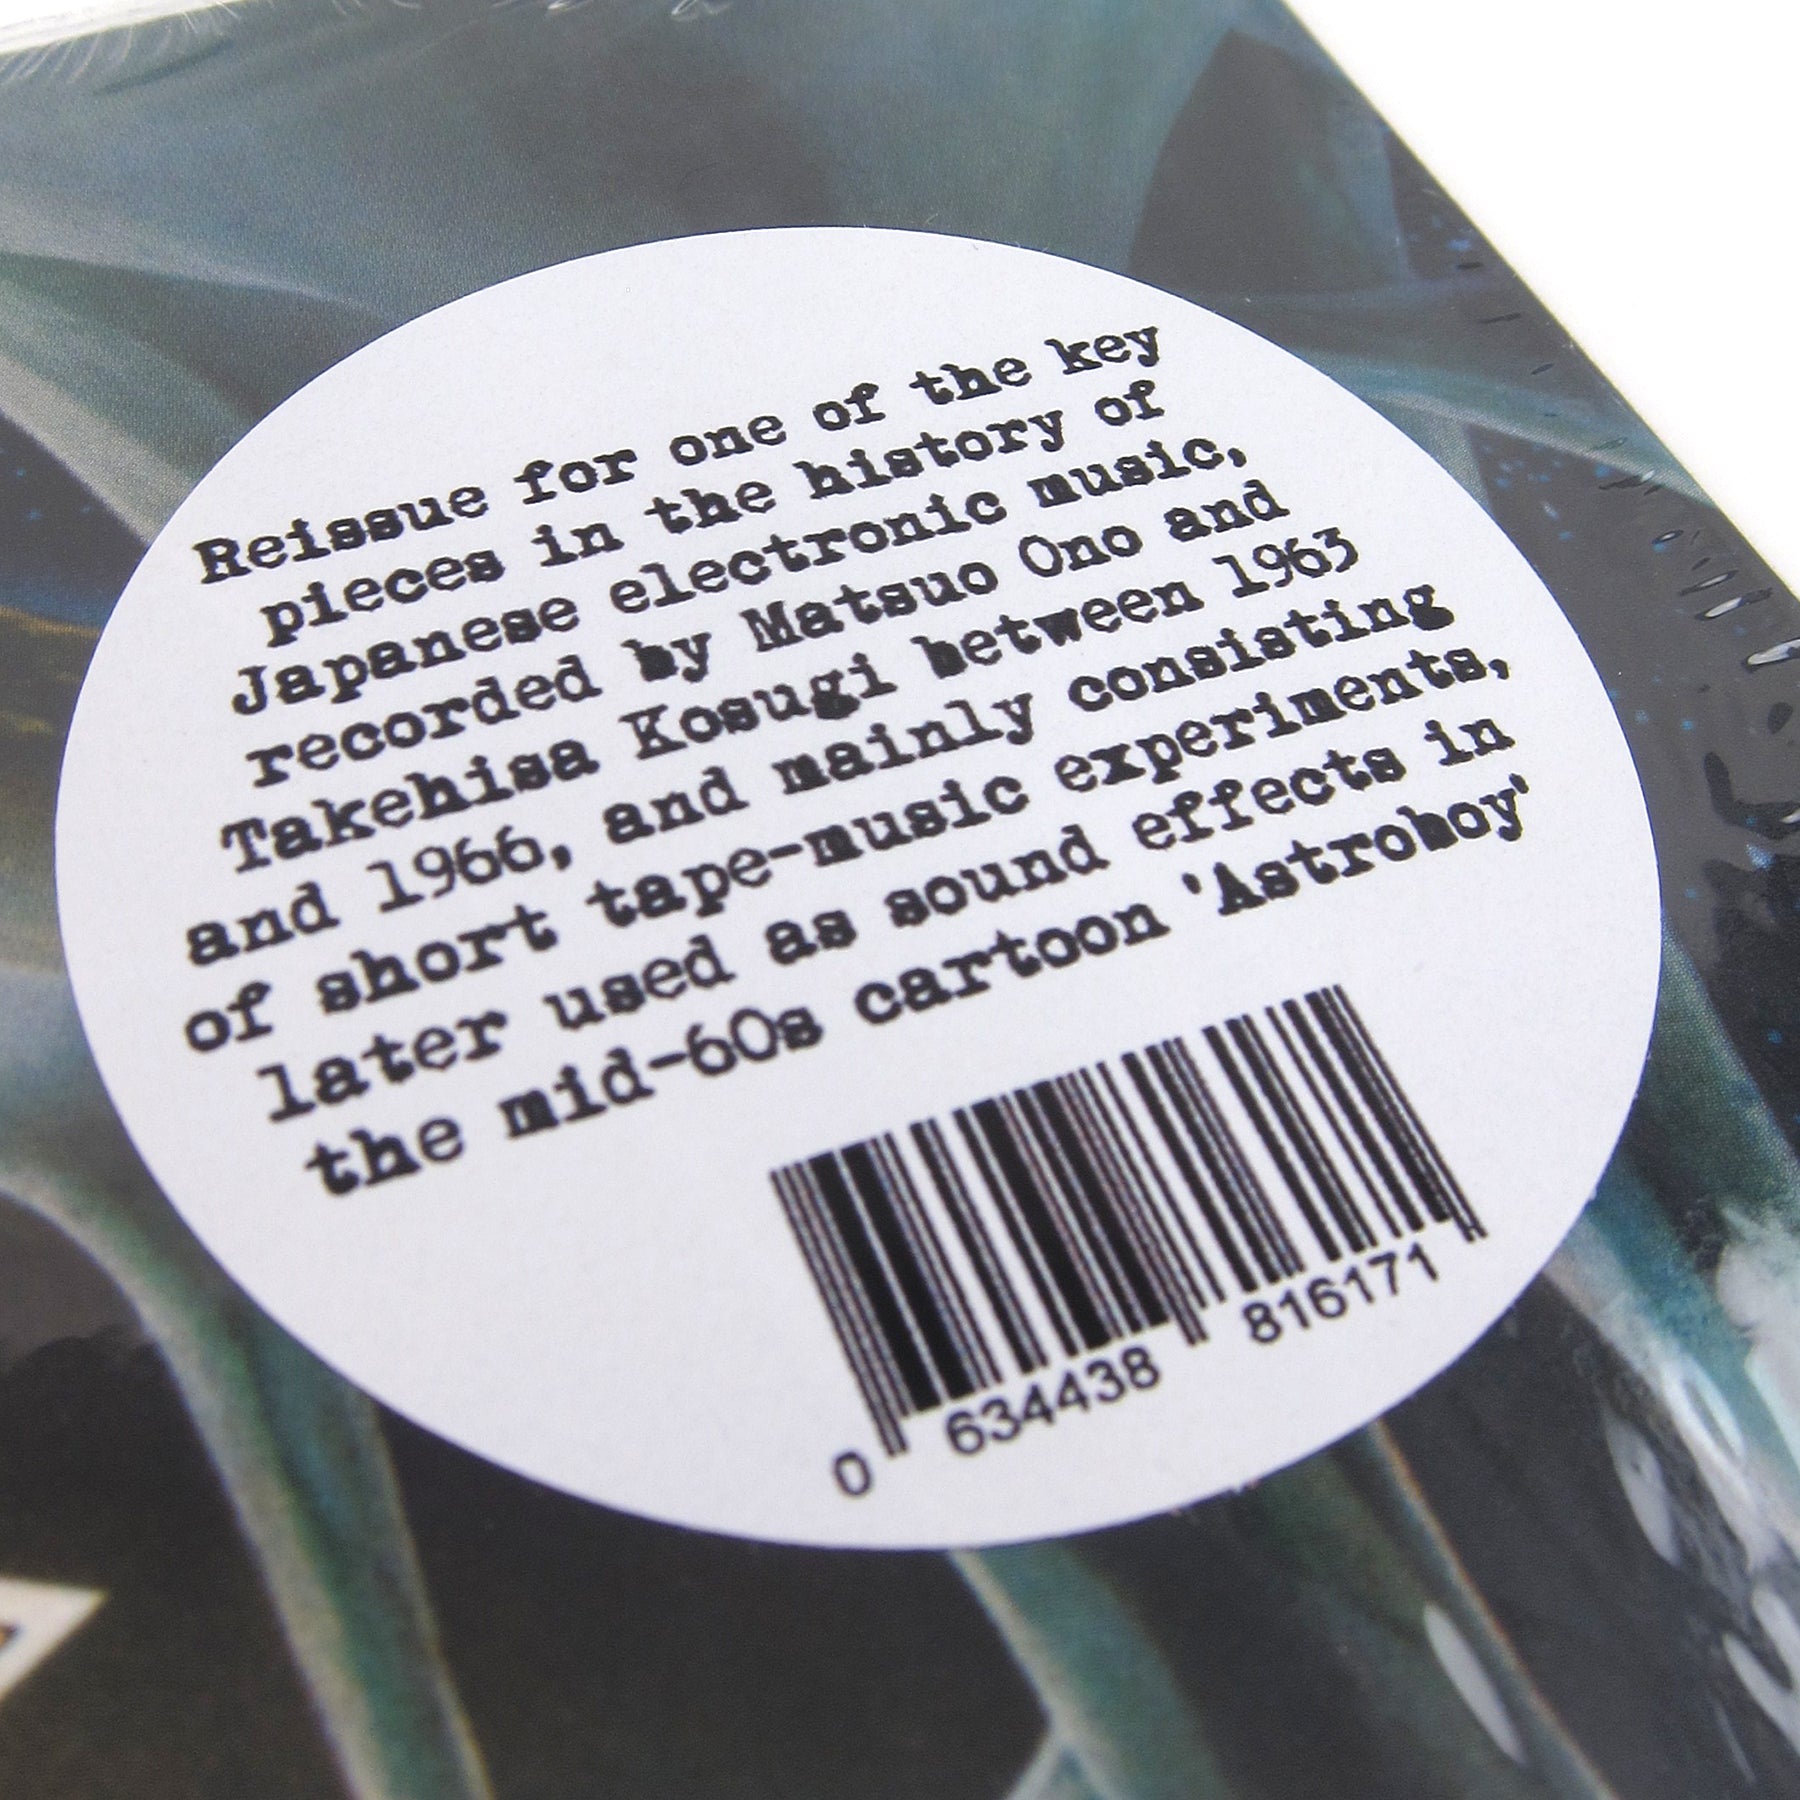 Reissue for one of the key
pieces in the history of
Japanese electronic music,
recorded by Matsuo Ono and
Takehisa Kosugi between 1963
and 1966, and mainly consisting
of short tape-music experiments,
later used as sound effects in
the mid-60s cartoon 'Astroboy'
0 634438 816171